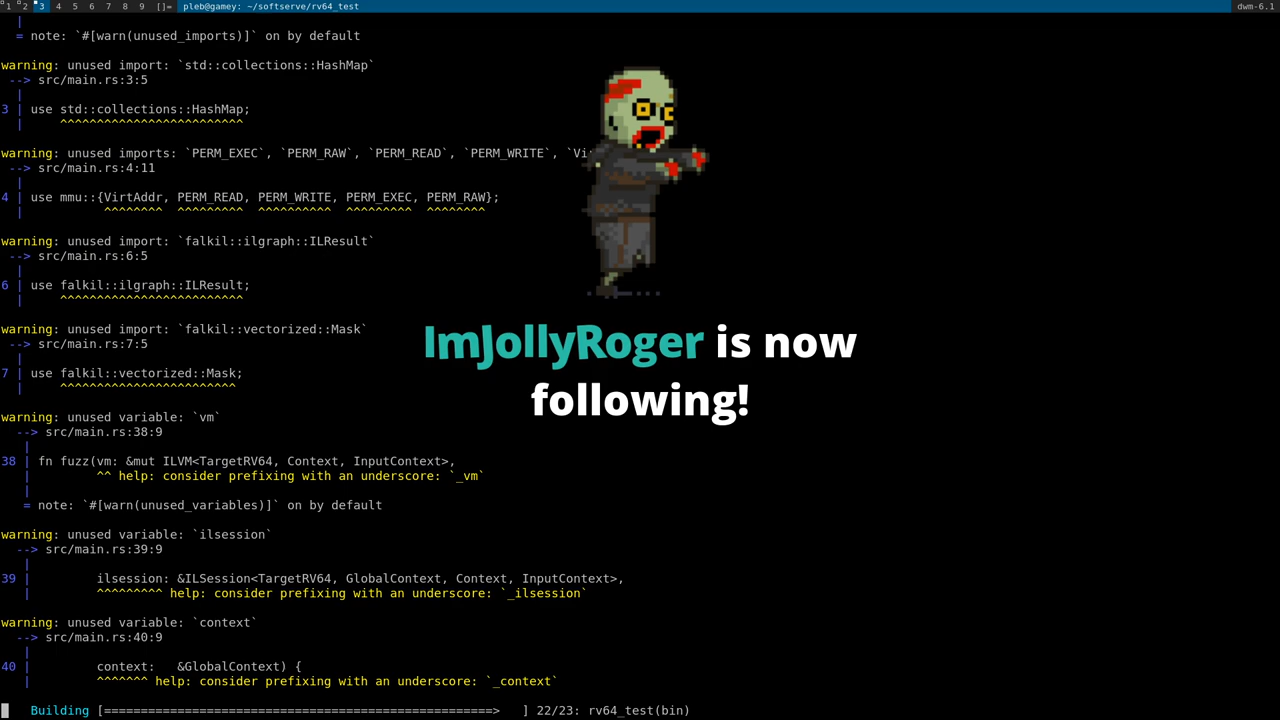 1 2 3 4 5 6 7 8 9 []= pleb@gamey: ~/softserve/rv64_test dwm-6.1
|
= note: `#[warn(unused_imports)]` on by default
warning: unused import: `std::collections::HashMap`
--> src/main.rs:3:5
|
3 | use std::collections::HashMap;
| ^^^^^^^^^^^^^^^^^^^^^^^^^
warning: unused imports: `PERM_EXEC`, `PERM_RAW`, `PERM_READ`, `PERM_WRITE`, `Vi
--> src/main.rs:4:11
|
4 | use mmu::{VirtAddr, PERM_READ, PERM_WRITE, PERM_EXEC, PERM_RAW};
| ^^^^^^^^ ^^^^^^^^^ ^^^^^^^^^^ ^^^^^^^^^ ^^^^^^^^
warning: unused import: `falkil::ilgraph::ILResult`
--> src/main.rs:6:5
|
6 | use falkil::ilgraph::ILResult;
| ^^^^^^^^^^^^^^^^^^^^^^^^^
warning: unused import: `falkil::vectorized::Mask`
--> src/main.rs:7:5
|
7 | use falkil::vectorized::Mask;
| ^^^^^^^^^^^^^^^^^^^^^^^^
ImJollyRoger is now
following!
warning: unused variable: `vm`
--> src/main.rs:38:9
|
38 | fn fuzz(vm: &mut ILVM<TargetRV64, Context, InputContext>,
| ^^ help: consider prefixing with an underscore: `_vm`
|
= note: `#[warn(unused_variables)]` on by default
warning: unused variable: `ilsession`
--> src/main.rs:39:9
|
39 | ilsession: &ILSession<TargetRV64, GlobalContext, Context, InputContext>,
| ^^^^^^^^^ help: consider prefixing with an underscore: `_ilsession`
warning: unused variable: `context`
--> src/main.rs:40:9
|
40 | context: &GlobalContext) {
| ^^^^^^^ help: consider prefixing with an underscore: `_context`
Building [=====================================================> ] 22/23: rv64_test(bin)